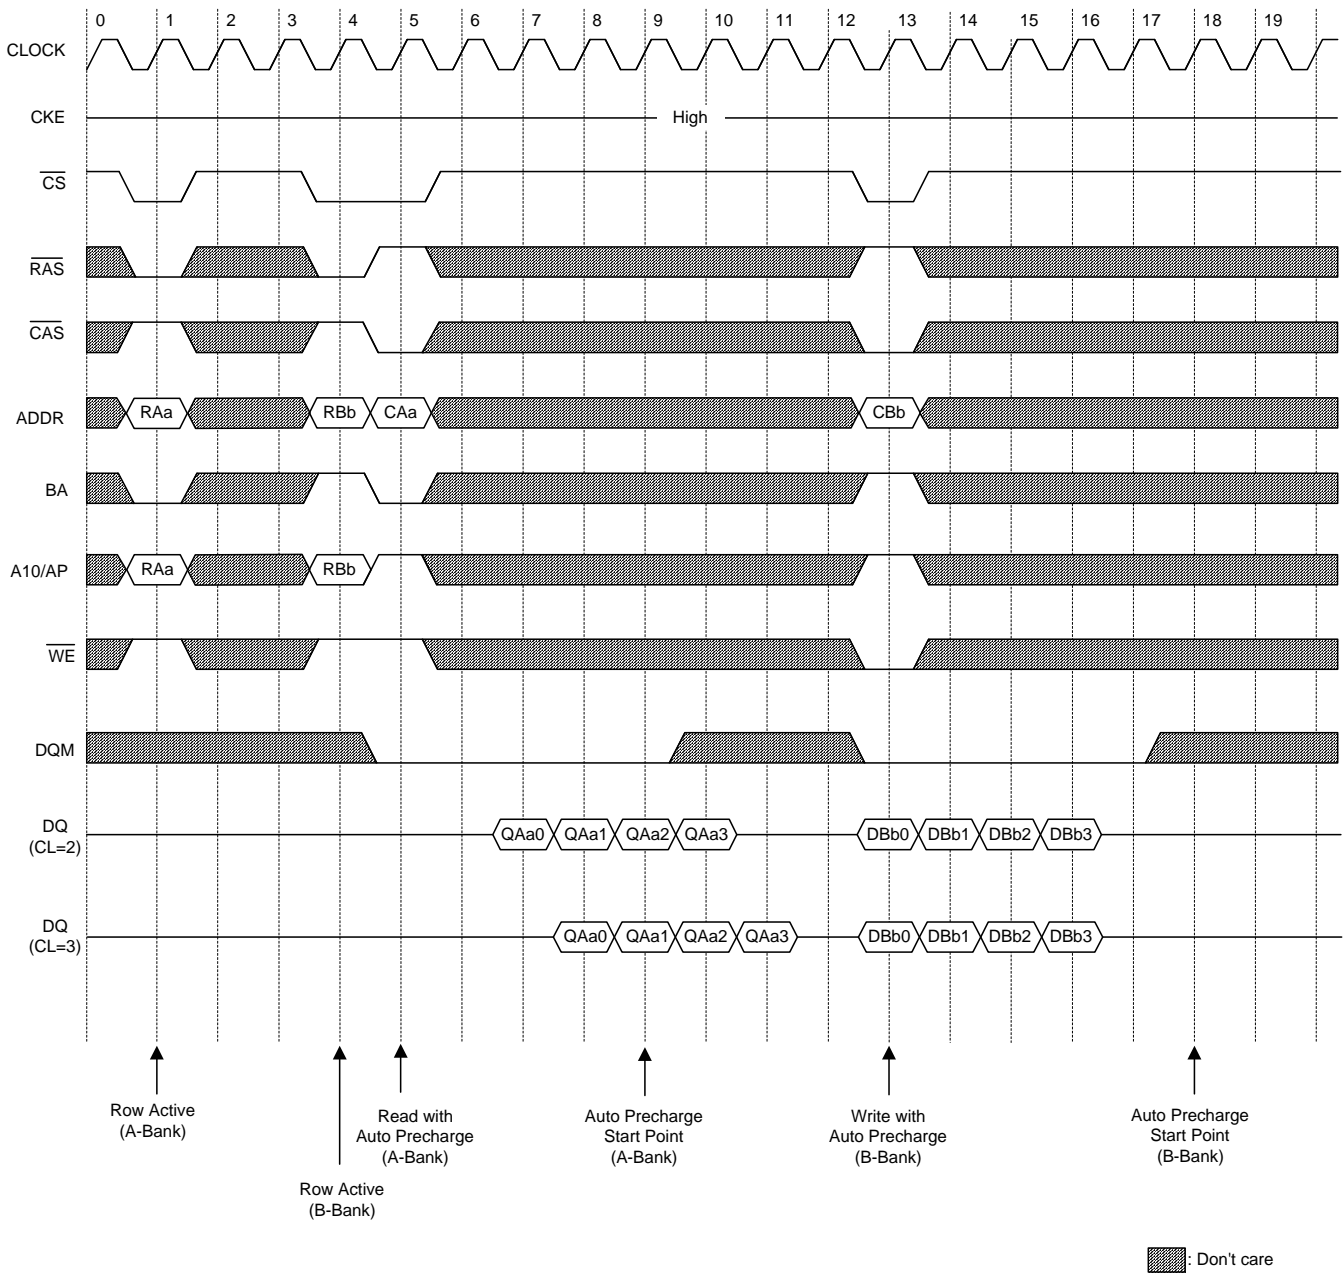 0 1 2 3 4 5 6 7 8 9 10 11 12 13 14 15 16 17 18 19
CLOCK
CKE High
CS
RAS
CAS
ADDR RAa RBb CAa CBb
BA
A10/AP RAa RBb
WE
DQM
DQ
(CL=2) QAa0 QAa1 QAa2 QAa3 DBb0 DBb1 DBb2 DBb3
DQ
(CL=3) QAa0 QAa1 QAa2 QAa3 DBb0 DBb1 DBb2 DBb3
Row Active
(A-Bank)
Row Active
(B-Bank)
Read with
Auto Precharge
(A-Bank)
Auto Precharge
Start Point
(A-Bank)
Write with
Auto Precharge
(B-Bank)
Auto Precharge
Start Point
(B-Bank)
: Don't care